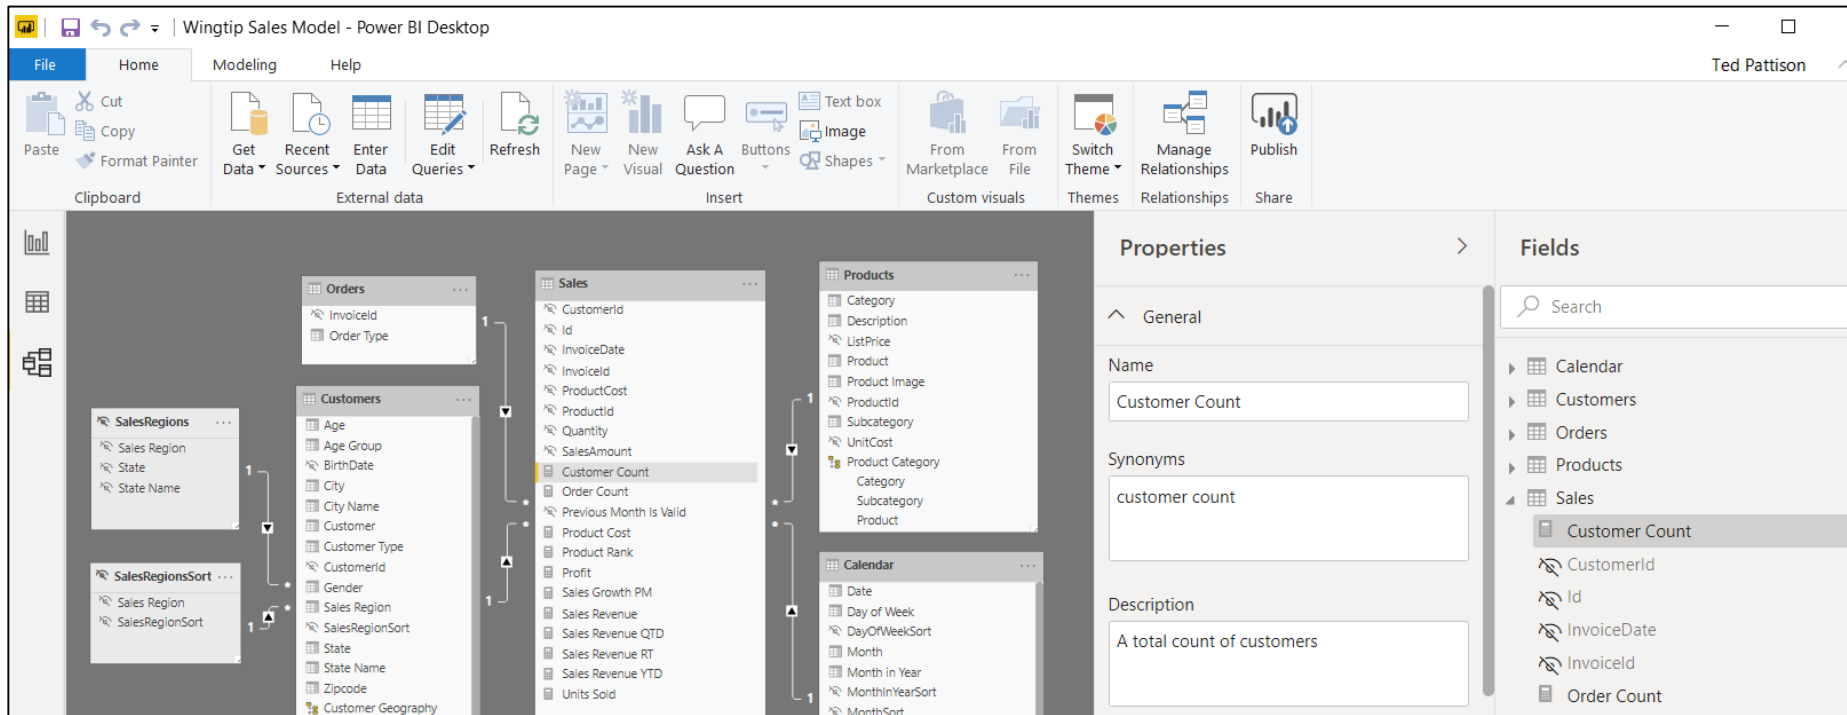 Wingtip Sales Model - Power BI Desktop
File Home Modeling Help Ted Pattison
Paste
Cut
Copy
Format Painter
Clipboard
Get Data
Recent Sources
Enter Data
Edit Queries
Refresh
External data
New Page
New Visual
Ask A Question
Buttons
Text box
Image
Shapes
Insert
From Marketplace
From File
Custom visuals
Switch Theme
Themes
Manage Relationships
Relationships
Publish
Share
SalesRegions
Sales Region
State
State Name
1
*
SalesRegionsSort
Sales Region
SalesRegionSort
1
*
Orders
InvoiceId
Order Type
1
*
Customers
Age
Age Group
BirthDate
City
City Name
Customer
Customer Type
CustomerId
Gender
Sales Region
SalesRegionSort
State
State Name
Zipcode
Customer Geography
1
*
Sales
CustomerId
Id
InvoiceDate
InvoiceId
ProductCost
ProductId
Quantity
SalesAmount
Customer Count
Order Count
Previous Month Is Valid
Product Cost
Product Rank
Profit
Sales Growth PM
Sales Revenue
Sales Revenue QTD
Sales Revenue RT
Sales Revenue YTD
Units Sold
*
1
*
1
Products
Category
Description
ListPrice
Product
Product Image
ProductId
Subcategory
UnitCost
Product Category
Category
Subcategory
Product
Calendar
Date
Day of Week
DayOfWeekSort
Month
Month in Year
MonthInYearSort
MonthSort
Properties
General
Name
Customer Count
Synonyms
customer count
Description
A total count of customers
Fields
Search
Calendar
Customers
Orders
Products
Sales
Customer Count
CustomerId
Id
InvoiceDate
InvoiceId
Order Count